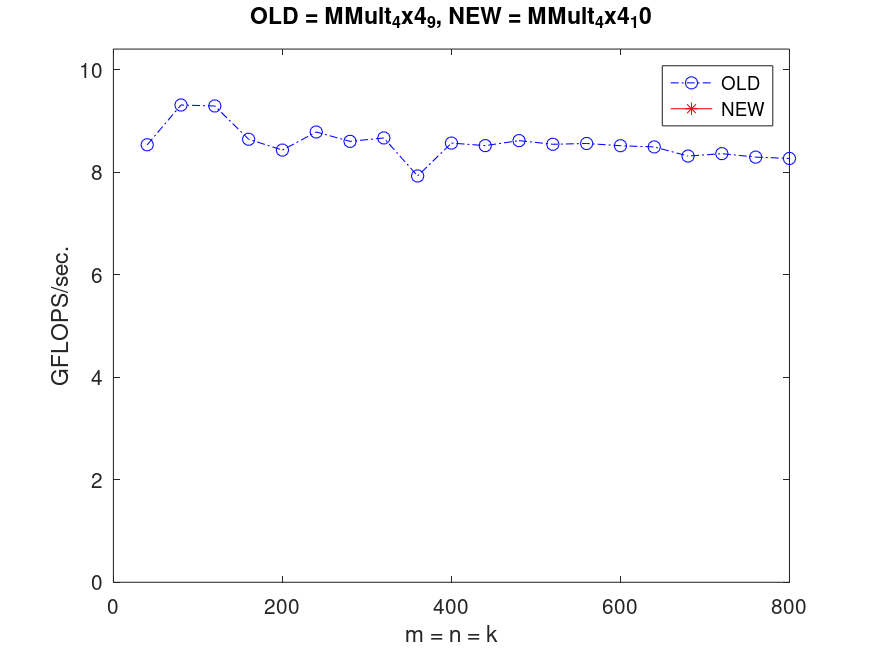 OLD = MMult₄x4₉, NEW = MMult₄x4₁0
OLD
NEW
10
8
6
4
2
0
GFLOPS/sec.
0 200 400 600 800
m = n = k